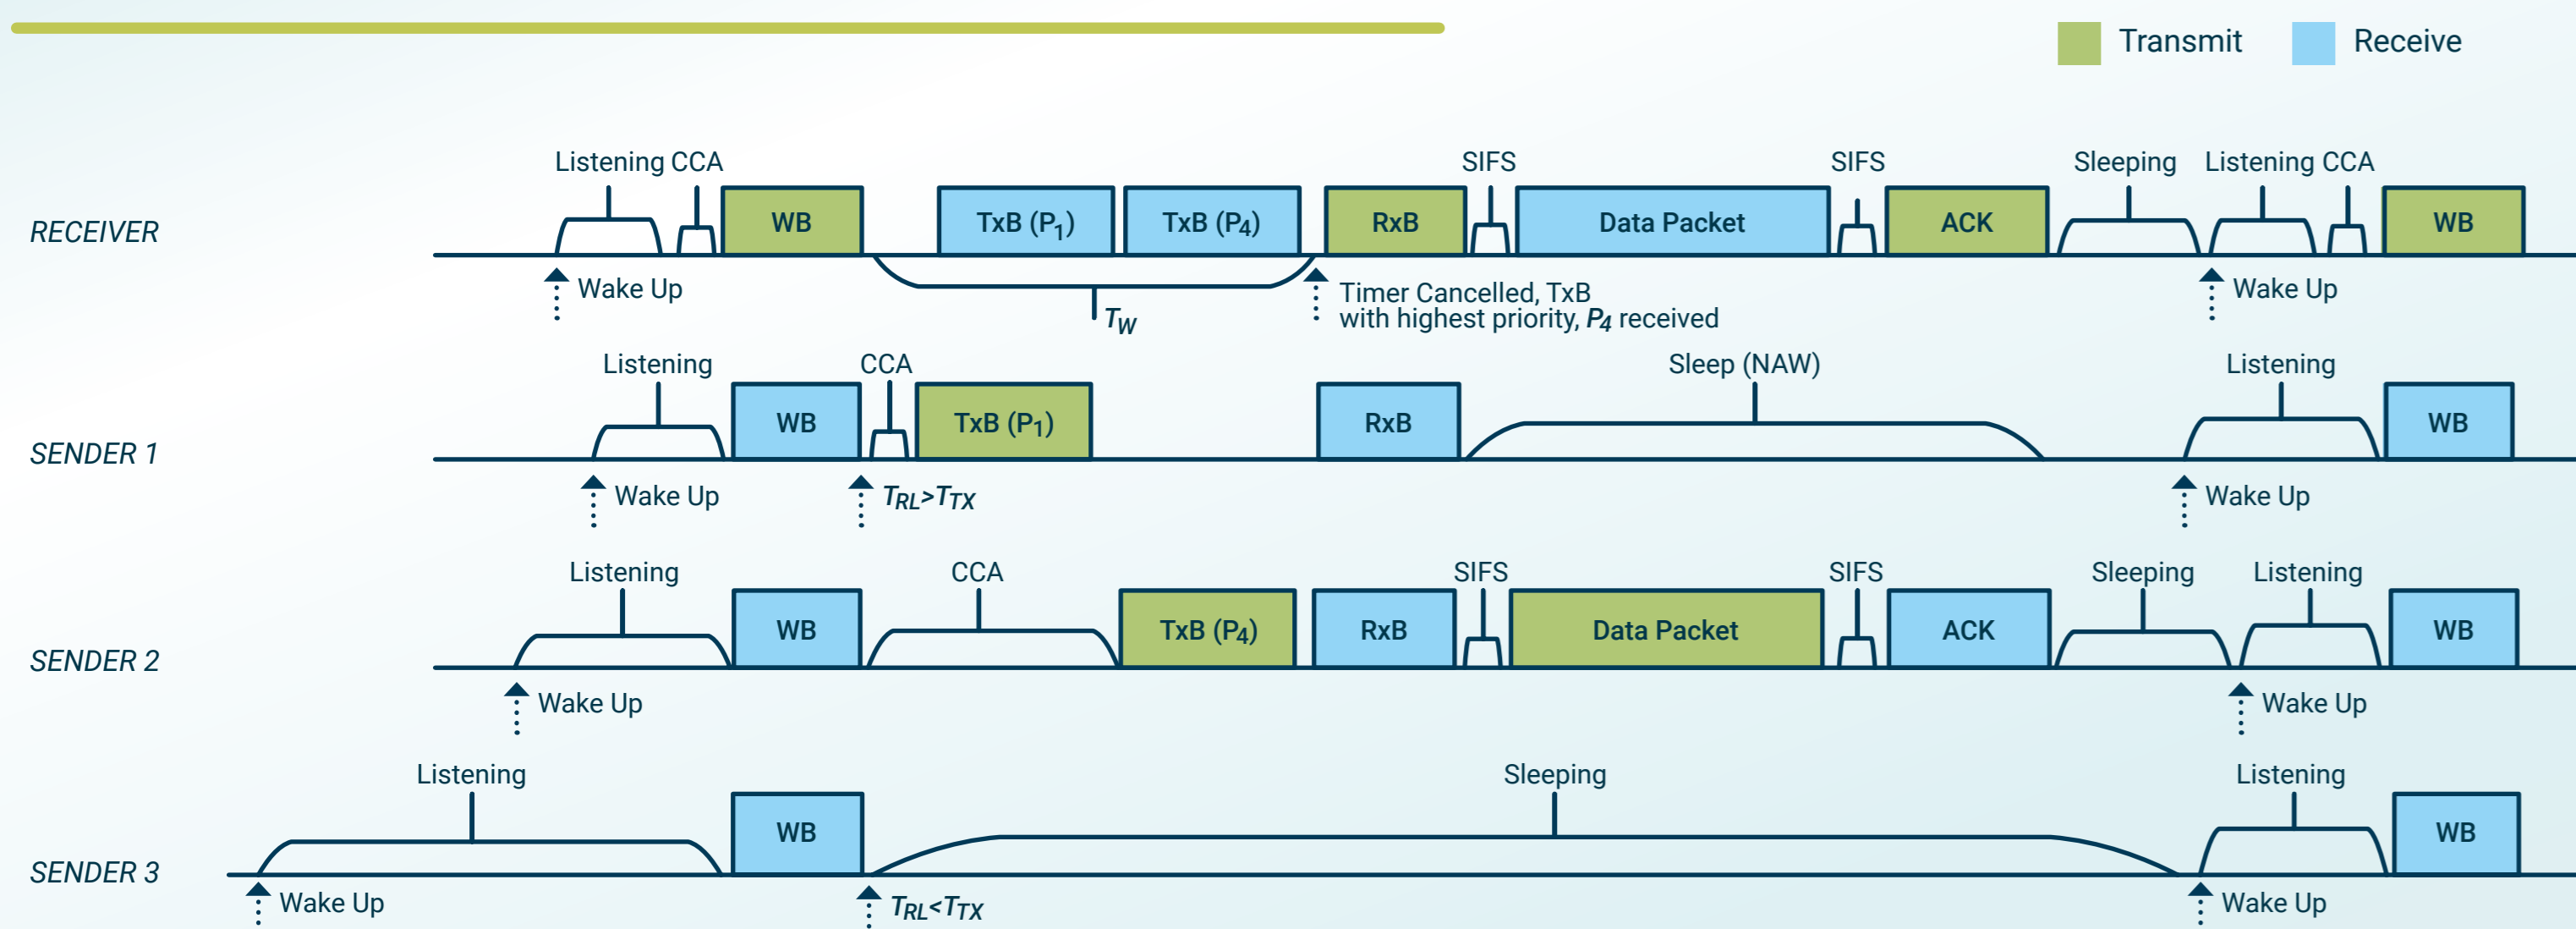 Transmit
Receive
Listening CCA
SIFS
SIFS
Sleeping
Listening CCA
RECEIVER
WB
TxB (P1)
TxB (P4)
RxB
Data Packet
ACK
WB
Wake Up
TW
Timer Cancelled, TxB
with highest priority, P4 received
Wake Up
Listening
CCA
Sleep (NAW)
Listening
SENDER 1
WB
TxB (P1)
RxB
WB
Wake Up
TRL>TTX
Wake Up
Listening
CCA
SIFS
SIFS
Sleeping
Listening
SENDER 2
WB
TxB (P4)
RxB
Data Packet
ACK
WB
Wake Up
Wake Up
Listening
Sleeping
Listening
SENDER 3
WB
WB
Wake Up
TRL<TTX
Wake Up